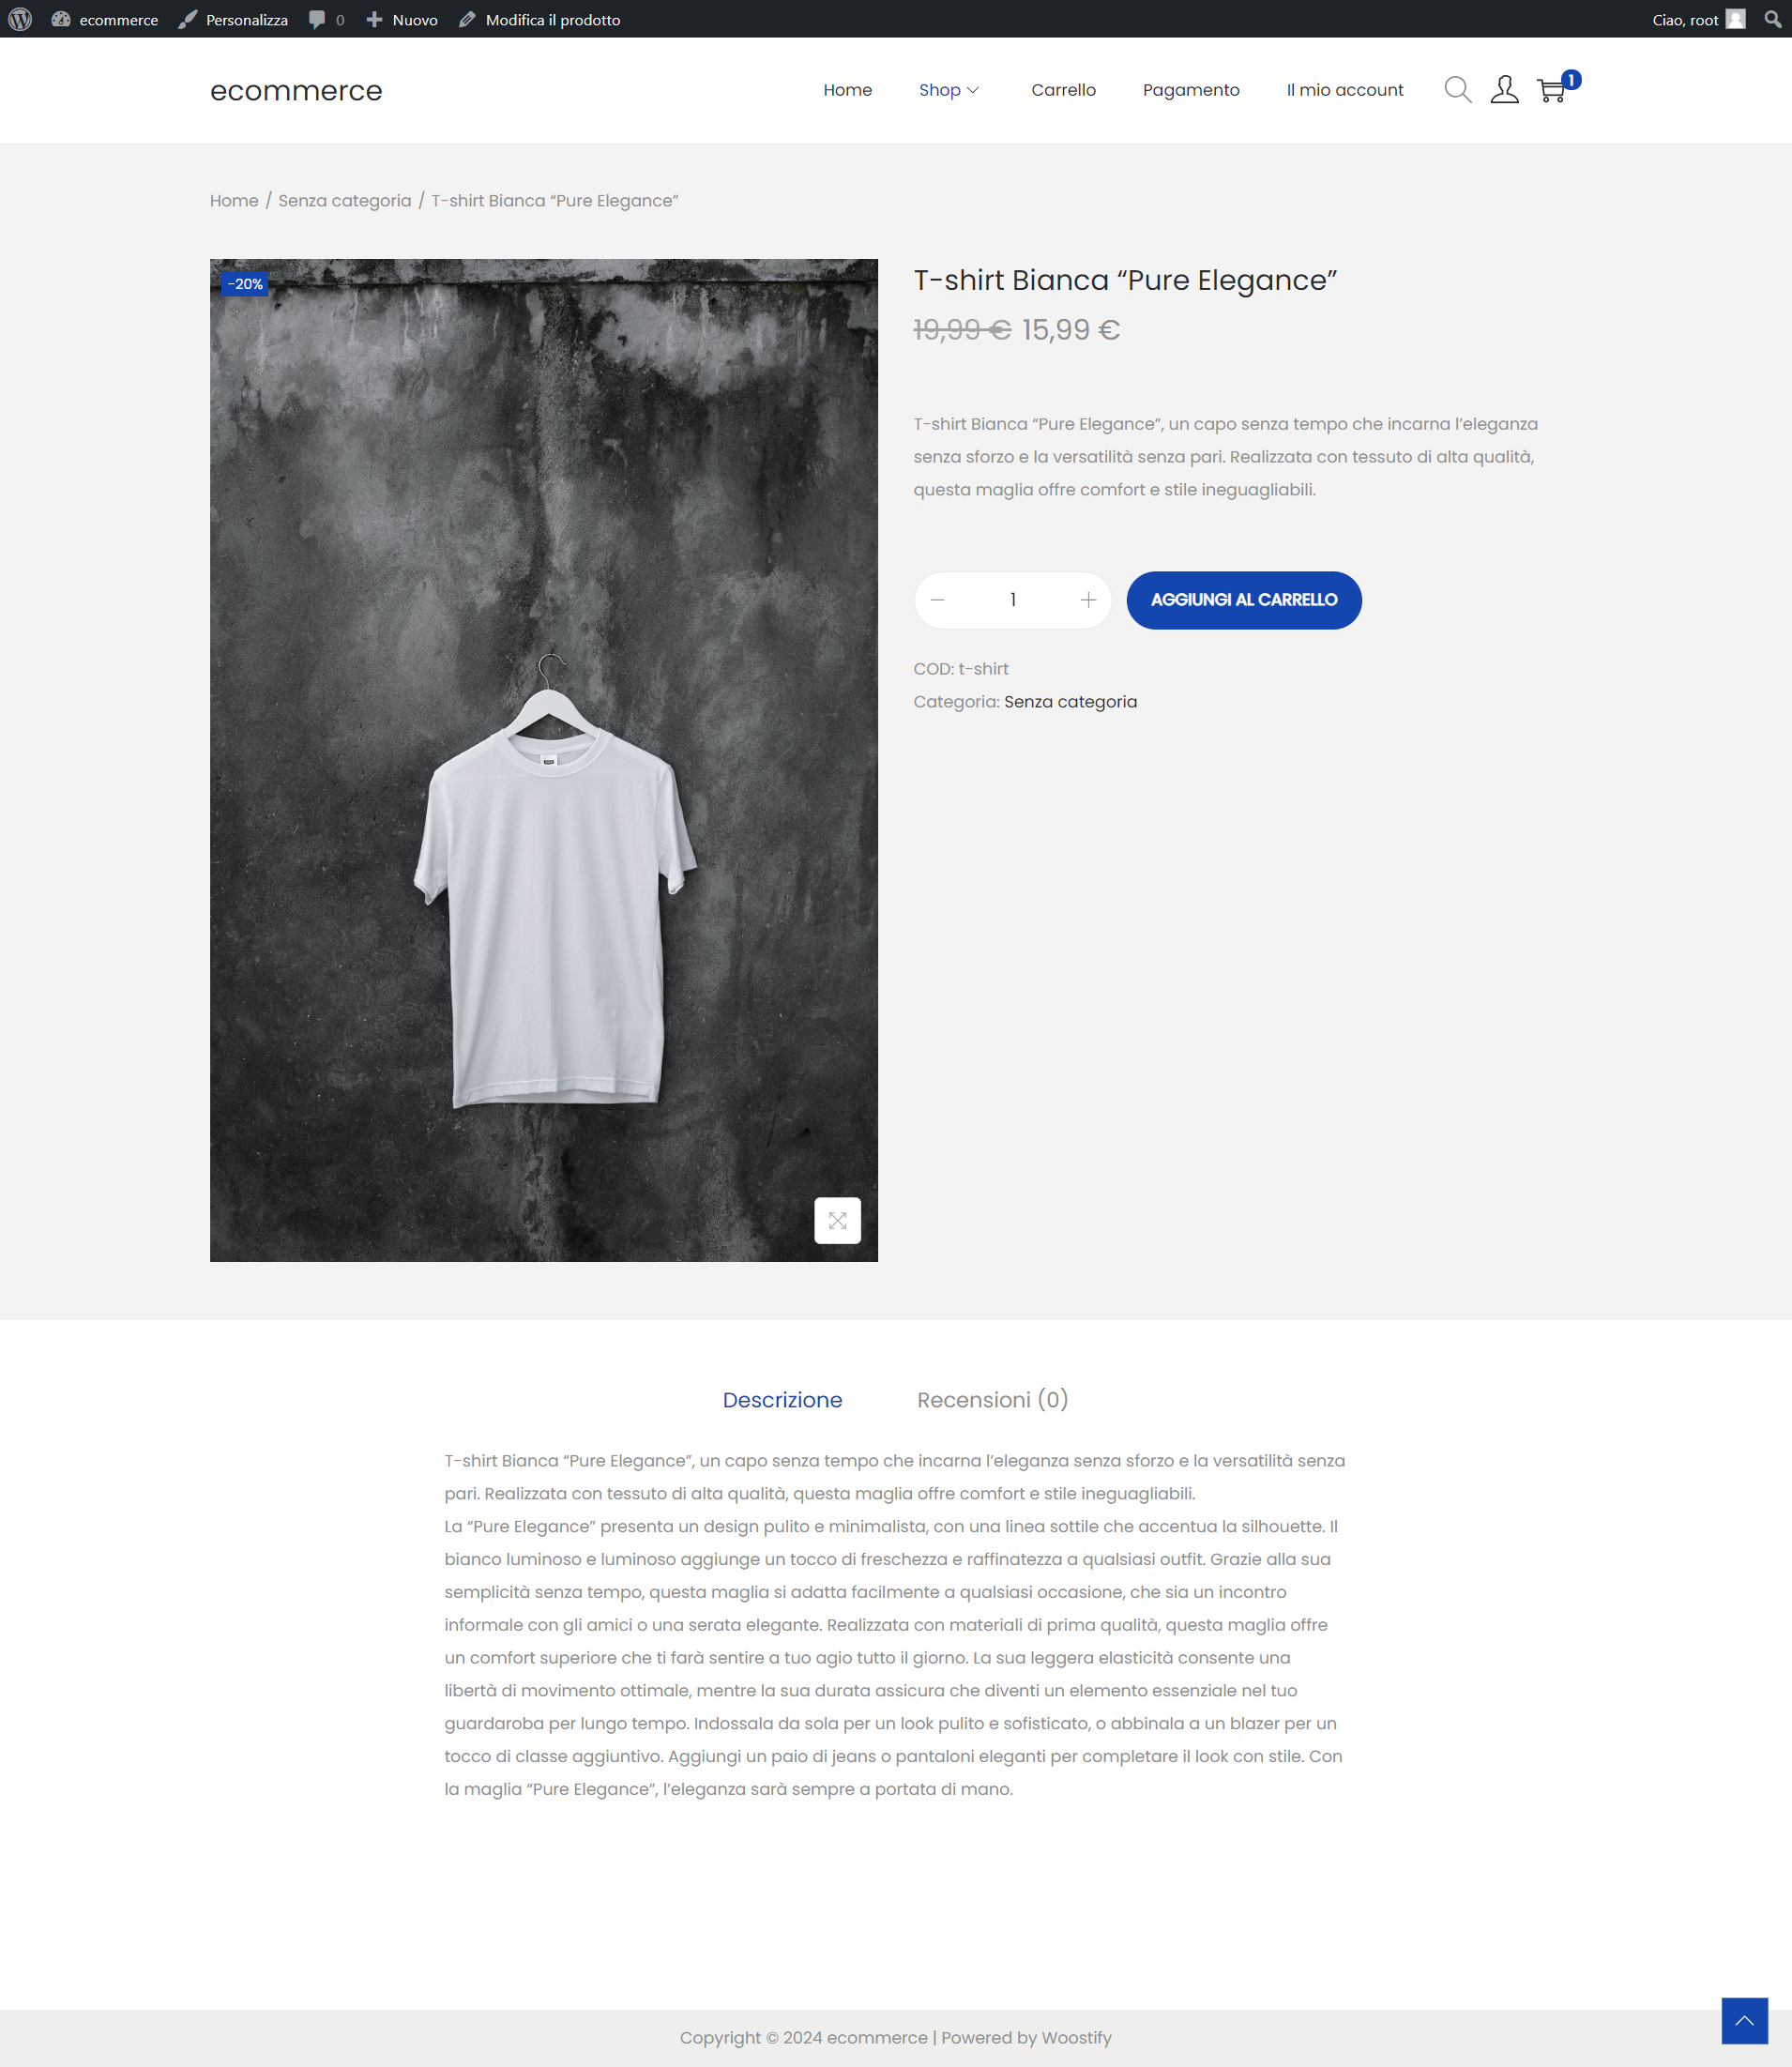 ecommerce Personalizza 0 Nuovo Modifica il prodotto Ciao, root
ecommerce Home Shop Carrello Pagamento Il mio account 1
Home / Senza categoria / T-shirt Bianca “Pure Elegance”
-20%
T-shirt Bianca “Pure Elegance”
19,99 € 15,99 €
T-shirt Bianca “Pure Elegance”, un capo senza tempo che incarna l’eleganza
senza sforzo e la versatilità senza pari. Realizzata con tessuto di alta qualità,
questa maglia offre comfort e stile ineguagliabili.
1 AGGIUNGI AL CARRELLO
COD: t-shirt
Categoria: Senza categoria
Descrizione Recensioni (0)
T-shirt Bianca “Pure Elegance”, un capo senza tempo che incarna l’eleganza senza sforzo e la versatilità senza
pari. Realizzata con tessuto di alta qualità, questa maglia offre comfort e stile ineguagliabili.
La “Pure Elegance” presenta un design pulito e minimalista, con una linea sottile che accentua la silhouette. Il
bianco luminoso e luminoso aggiunge un tocco di freschezza e raffinatezza a qualsiasi outfit. Grazie alla sua
semplicità senza tempo, questa maglia si adatta facilmente a qualsiasi occasione, che sia un incontro
informale con gli amici o una serata elegante. Realizzata con materiali di prima qualità, questa maglia offre
un comfort superiore che ti farà sentire a tuo agio tutto il giorno. La sua leggera elasticità consente una
libertà di movimento ottimale, mentre la sua durata assicura che diventi un elemento essenziale nel tuo
guardaroba per lungo tempo. Indossala da sola per un look pulito e sofisticato, o abbinala a un blazer per un
tocco di classe aggiuntivo. Aggiungi un paio di jeans o pantaloni eleganti per completare il look con stile. Con
la maglia “Pure Elegance”, l’eleganza sarà sempre a portata di mano.
Copyright © 2024 ecommerce | Powered by Woostify